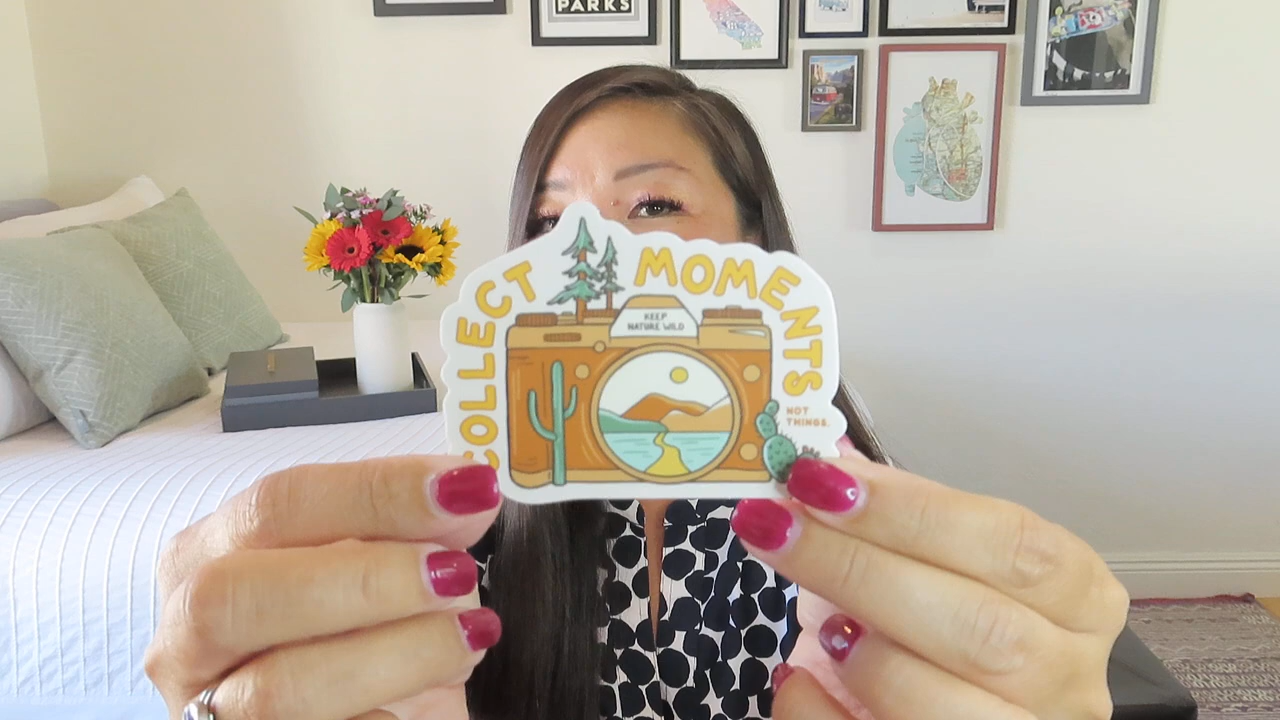 PARKS
COLLECT MOMENTS
KEEP
NATURE WILD
NOT
THINGS.